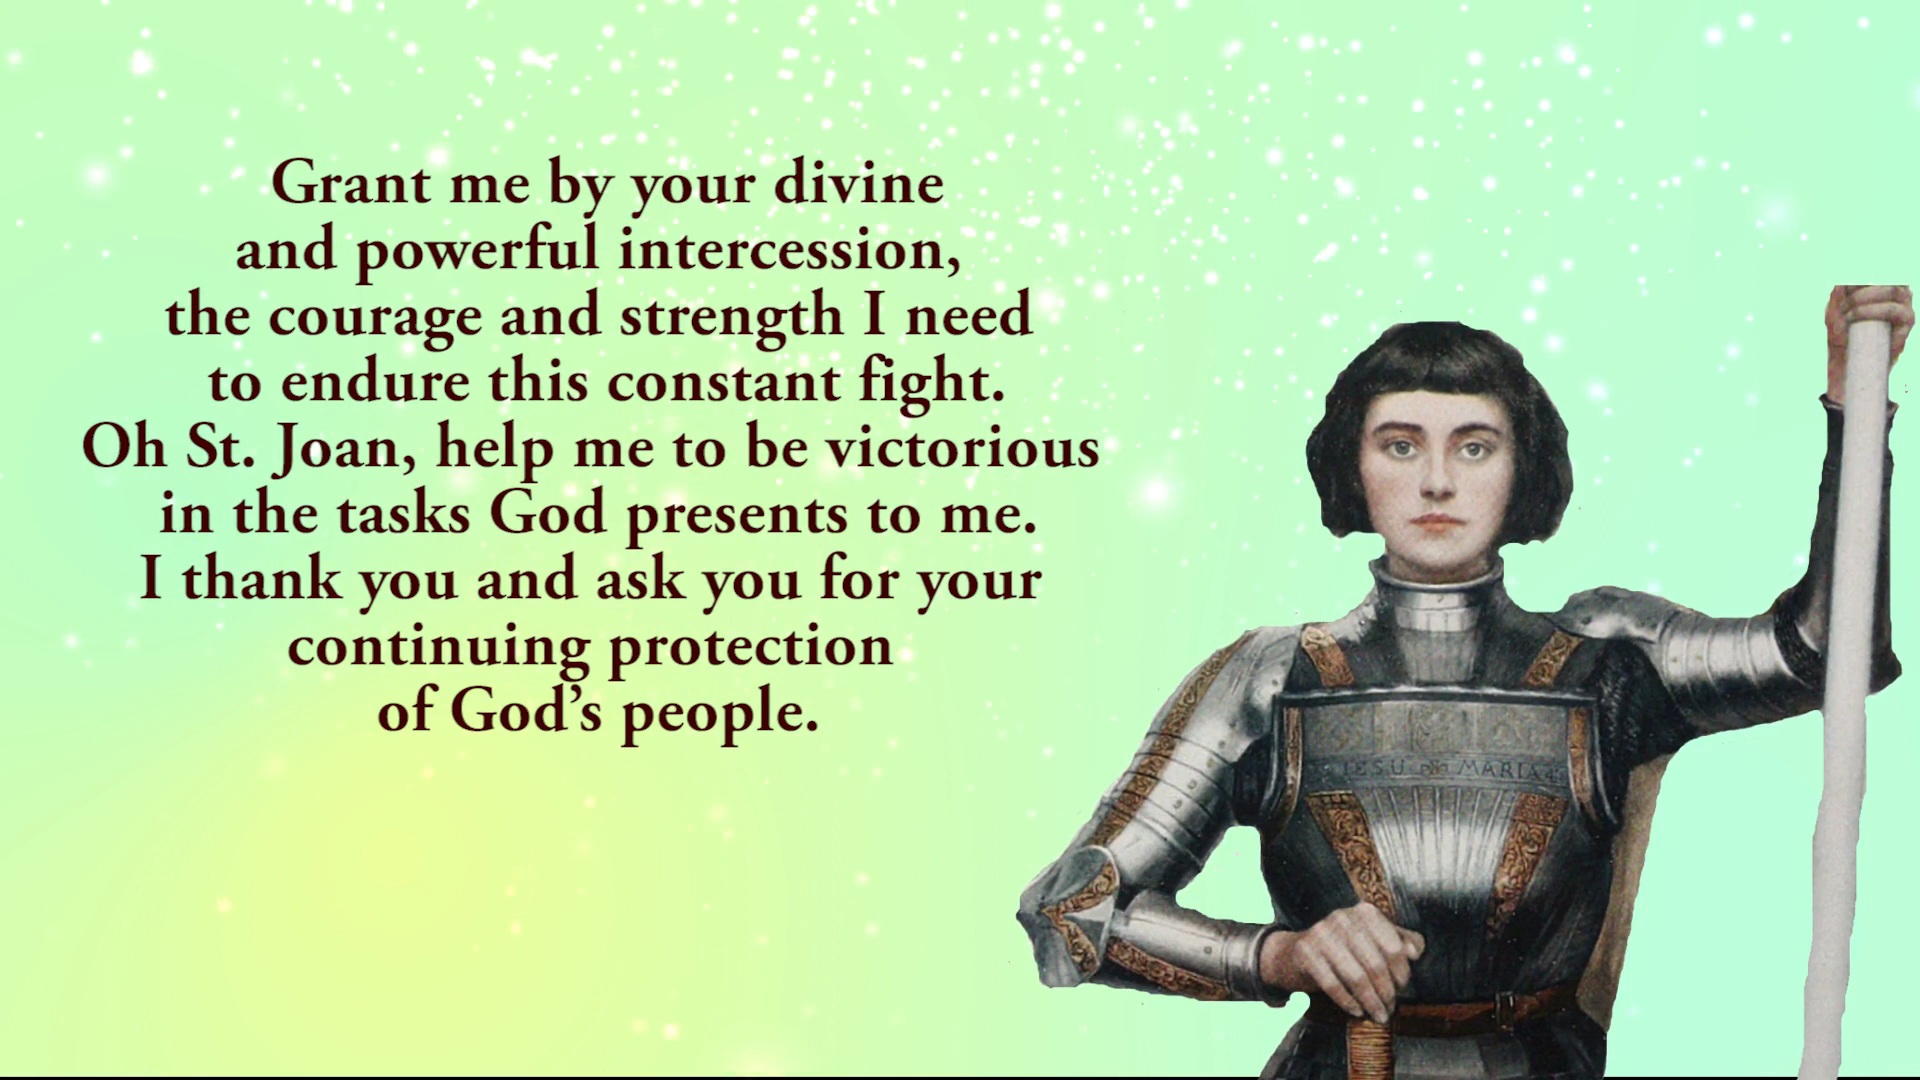 Grant me by your divine
and powerful intercession,
the courage and strength I need
to endure this constant fight.
Oh St. Joan, help me to be victorious
in the tasks God presents to me.
I thank you and ask you for your
continuing protection
of God’s people.
IESU MARIA